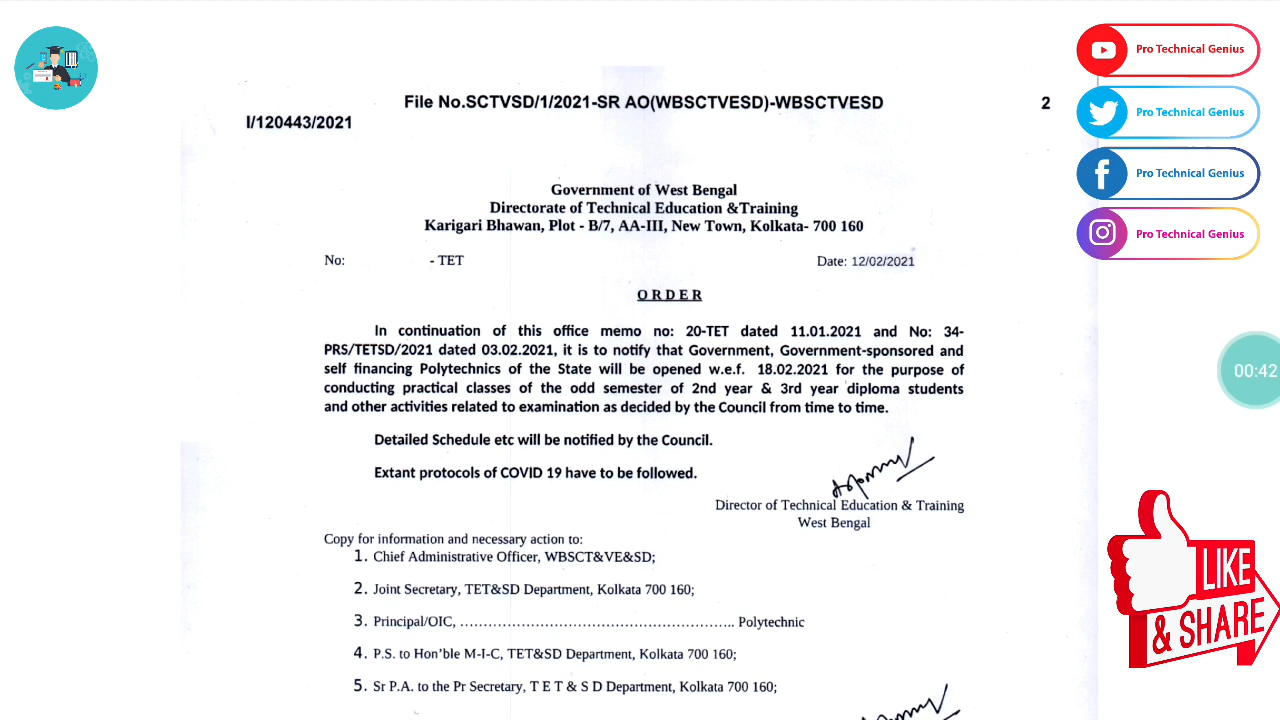 File No.SCTVSD/1/2021-SR AO(WBSCTVESD)-WBSCTVESD
2
I/120443/2021
Government of West Bengal
Directorate of Technical Education &Training
Karigari Bhawan, Plot - B/7, AA-III, New Town, Kolkata- 700 160
No: - TET
Date: 12/02/2021
O R D E R
In continuation of this office memo no: 20-TET dated 11.01.2021 and No: 34-
PRS/TETSD/2021 dated 03.02.2021, it is to notify that Government, Government-sponsored and
self financing Polytechnics of the State will be opened w.e.f. 18.02.2021 for the purpose of
conducting practical classes of the odd semester of 2nd year & 3rd year diploma students
and other activities related to examination as decided by the Council from time to time.
Detailed Schedule etc will be notified by the Council.
Extant protocols of COVID 19 have to be followed.
Director of Technical Education & Training
West Bengal
Copy for information and necessary action to:
1. Chief Administrative Officer, WBSCT&VE&SD;
2. Joint Secretary, TET&SD Department, Kolkata 700 160;
3. Principal/OIC, …………………………………………………….. Polytechnic
4. P.S. to Hon’ble M-I-C, TET&SD Department, Kolkata 700 160;
5. Sr P.A. to the Pr Secretary, T E T & S D Department, Kolkata 700 160;
Pro Technical Genius
Pro Technical Genius
Pro Technical Genius
Pro Technical Genius
00:42
LIKE
& SHARE